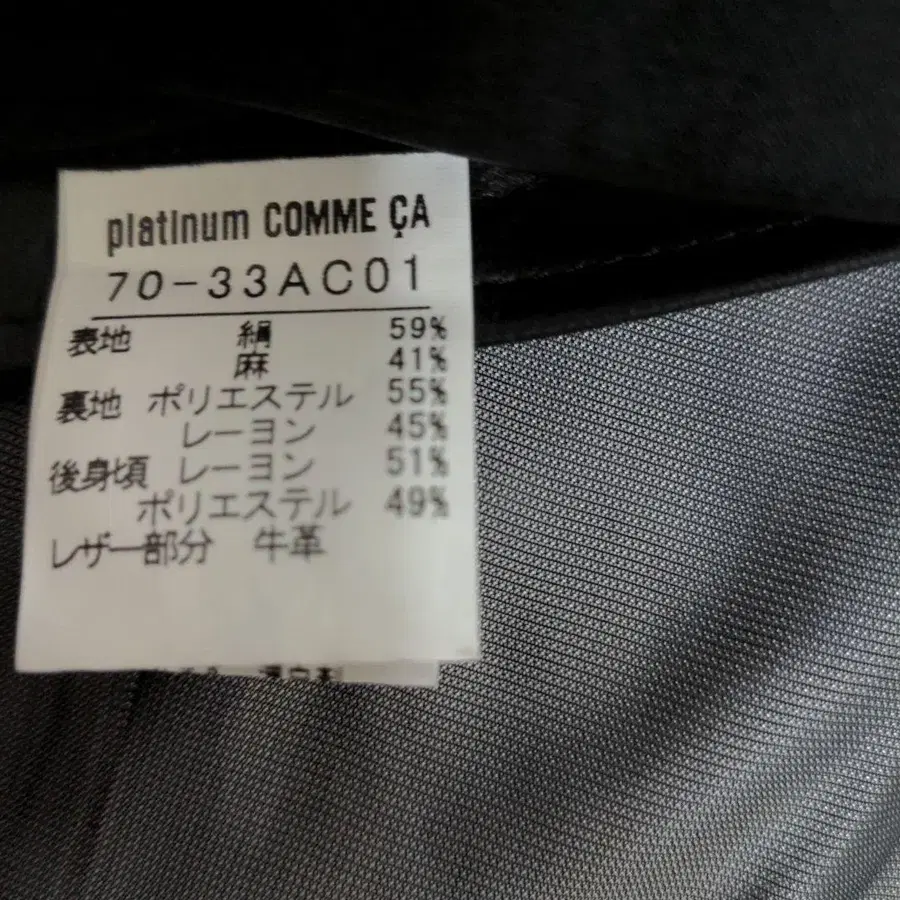 platinum COMME ÇA
70-33AC01
表地 絹 59%
麻 41%
裏地 ポリエステル 55%
レーヨン 45%
後身頃 レーヨン 51%
ポリエステル 49%
レザー部分 牛革